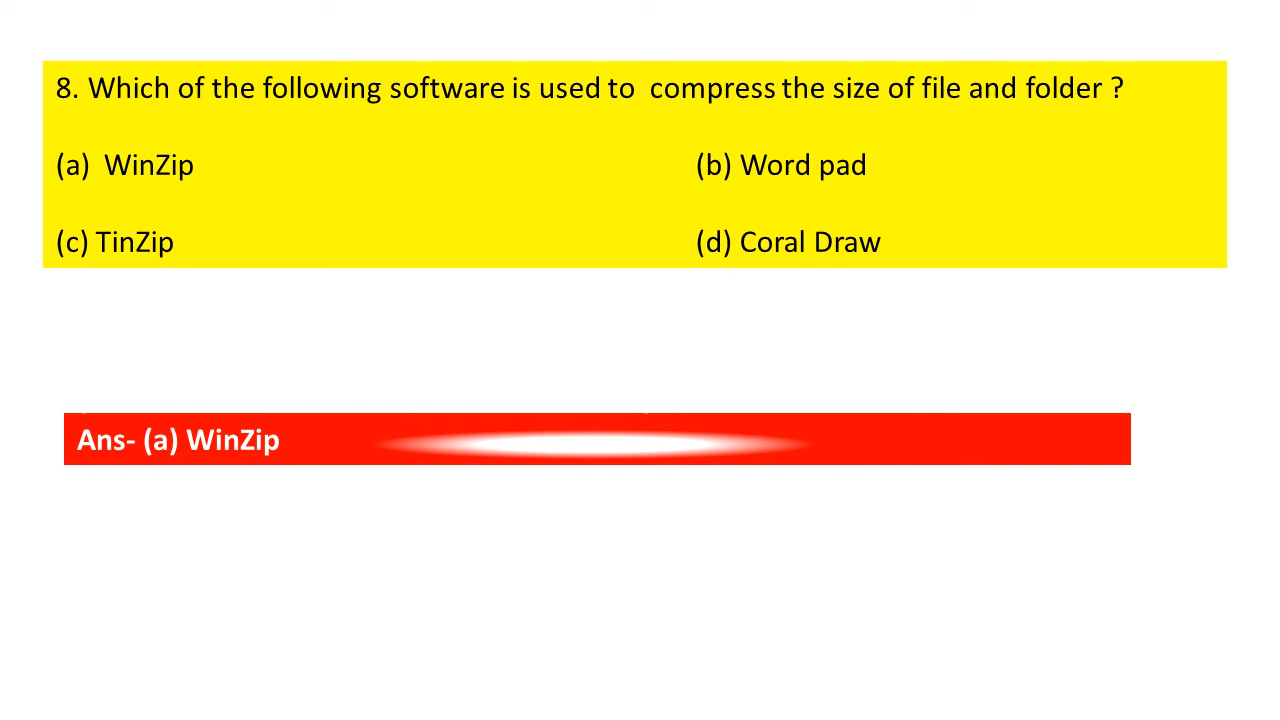 8. Which of the following software is used to  compress the size of file and folder ?
(a)  WinZip (b) Word pad
(c) TinZip (d) Coral Draw
Ans- (a) WinZip